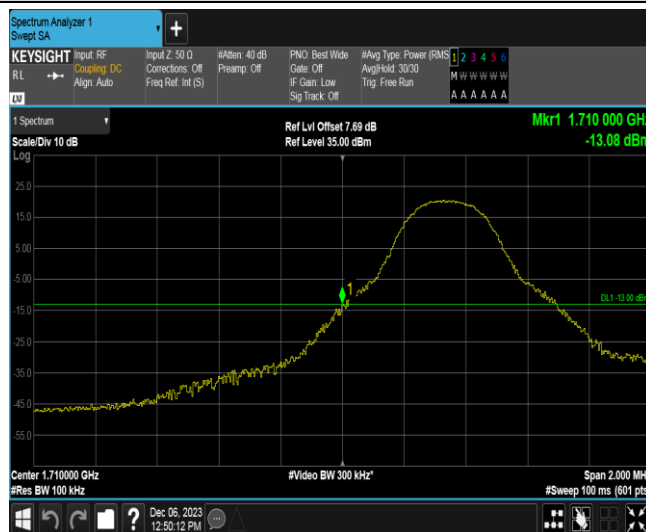 Spectrum Analyzer 1
Swept SA
KEYSIGHT
RL
Input: RF
Coupling: DC
Align: Auto
Input Z: 50 Ω
Corrections: Off
Freq Ref: Int (S)
#Atten: 40 dB
Preamp: Off
PNO: Best Wide
Gate: Off
IF Gain: Low
Sig Track: Off
#Avg Type: Power (RMS
Avg|Hold: 30/30
Trig: Free Run
1 2 3 4 5 6
M W W W W W
A A A A A A
LXI
1 Spectrum
Scale/Div 10 dB
Ref Lvl Offset 7.69 dB
Ref Level 35.00 dBm
Mkr1 1.710 000 GHz
-13.08 dBm
Log
25.0
15.0
5.00
-5.00
-15.0
-25.0
-35.0
-45.0
-55.0
1
DL1 -13.00 dBm
Center 1.710000 GHz
#Res BW 100 kHz
#Video BW 300 kHz*
Span 2.000 MH
#Sweep 100 ms (601 pts
?
Dec 06, 2023
12:50:12 PM